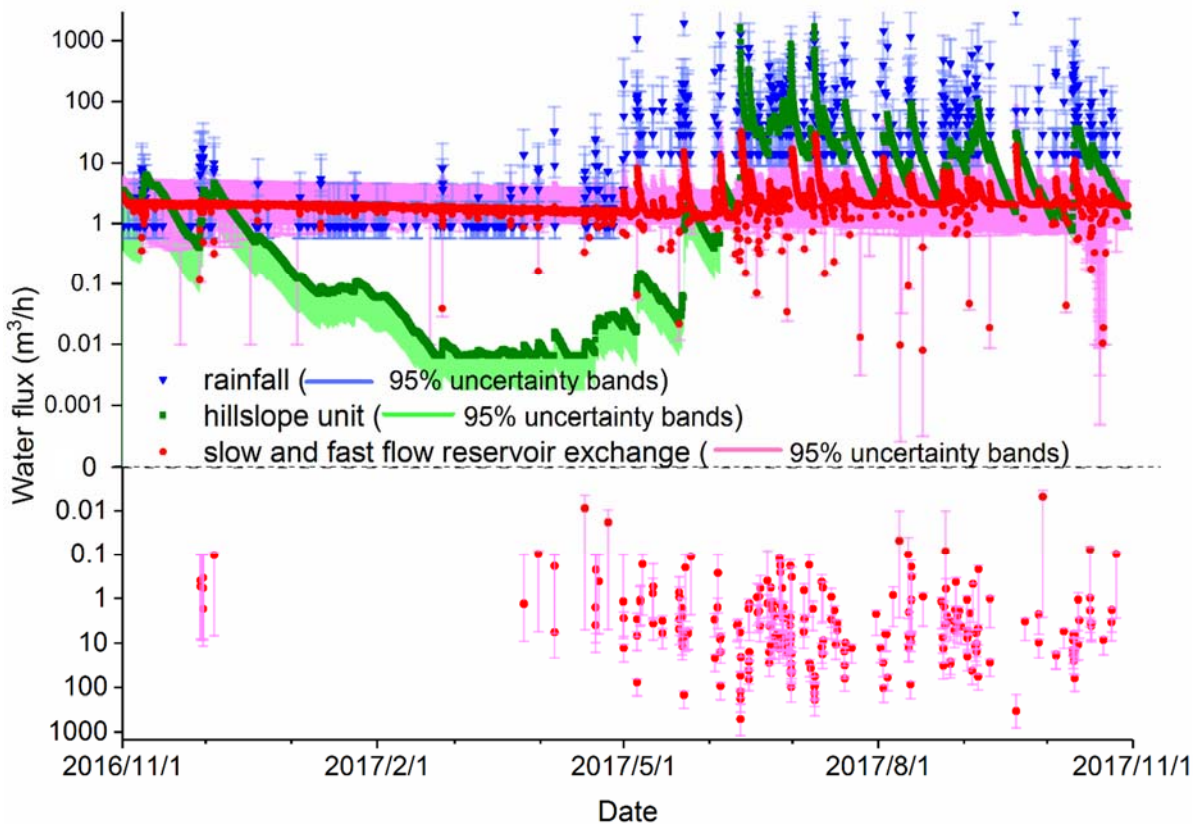 Water flux (m³/h)
1000
100
10
1
0.1
0.01
0.001
0
0.01
0.1
1
10
100
1000
rainfall ( 95% uncertainty bands)
hillslope unit ( 95% uncertainty bands)
slow and fast flow reservoir exchange ( 95% uncertainty bands)
2016/11/1 2017/2/1 2017/5/1 2017/8/1 2017/11/1
Date